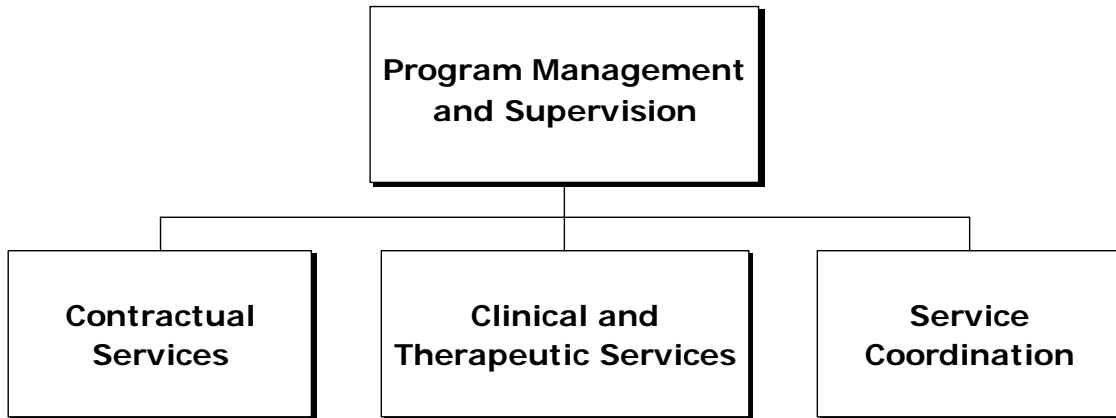 Program Management
and Supervision
Contractual
Services
Clinical and
Therapeutic Services
Service
Coordination